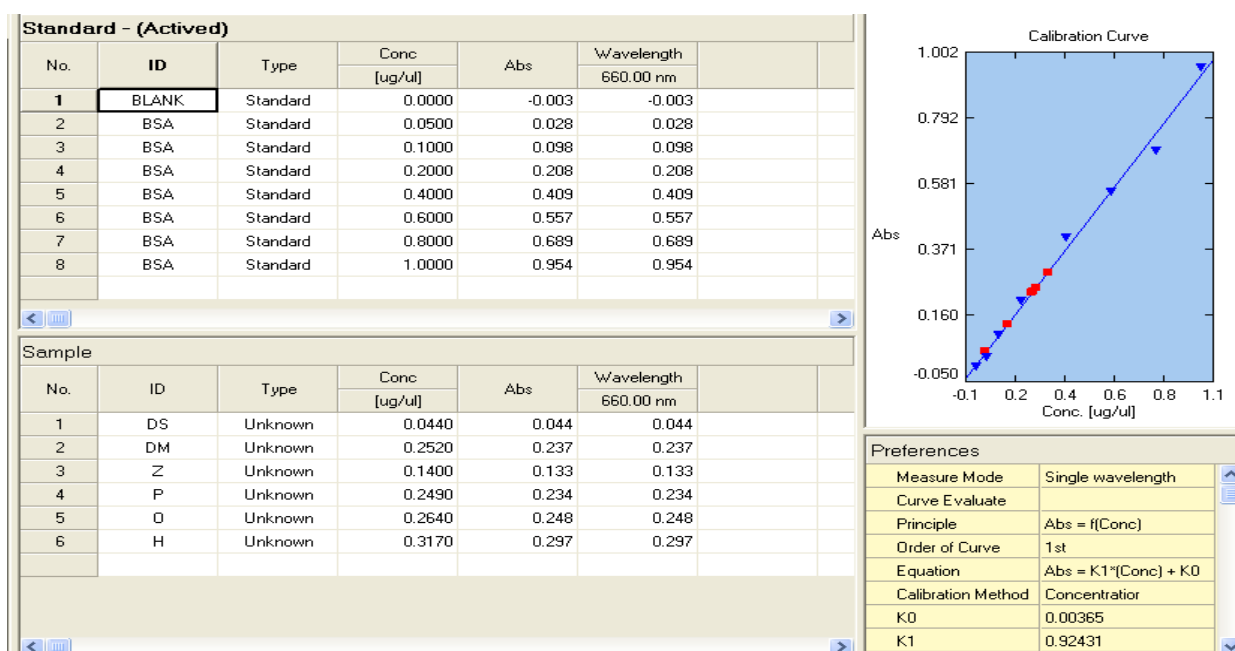 Standard - (Actived)
No. ID Type Conc Abs Wavelength
[ug/ul] 660.00 nm
1 BLANK Standard 0.0000 -0.003 -0.003
2 BSA Standard 0.0500 0.028 0.028
3 BSA Standard 0.1000 0.098 0.098
4 BSA Standard 0.2000 0.208 0.208
5 BSA Standard 0.4000 0.409 0.409
6 BSA Standard 0.6000 0.557 0.557
7 BSA Standard 0.8000 0.689 0.689
8 BSA Standard 1.0000 0.954 0.954
Sample
No. ID Type Conc Abs Wavelength
[ug/ul] 660.00 nm
1 DS Unknown 0.0440 0.044 0.044
2 DM Unknown 0.2520 0.237 0.237
3 Z Unknown 0.1400 0.133 0.133
4 P Unknown 0.2490 0.234 0.234
5 O Unknown 0.2640 0.248 0.248
6 H Unknown 0.3170 0.297 0.297
Calibration Curve
1.002
0.792
0.581
Abs
0.371
0.160
-0.050
-0.1 0.2 0.4 0.6 0.8 1.1
Conc. [ug/ul]
Preferences
Measure Mode Single wavelength
Curve Evaluate
Principle Abs = f(Conc)
Order of Curve 1st
Equation Abs = K1*(Conc) + K0
Calibration Method Concentratior
K0 0.00365
K1 0.92431